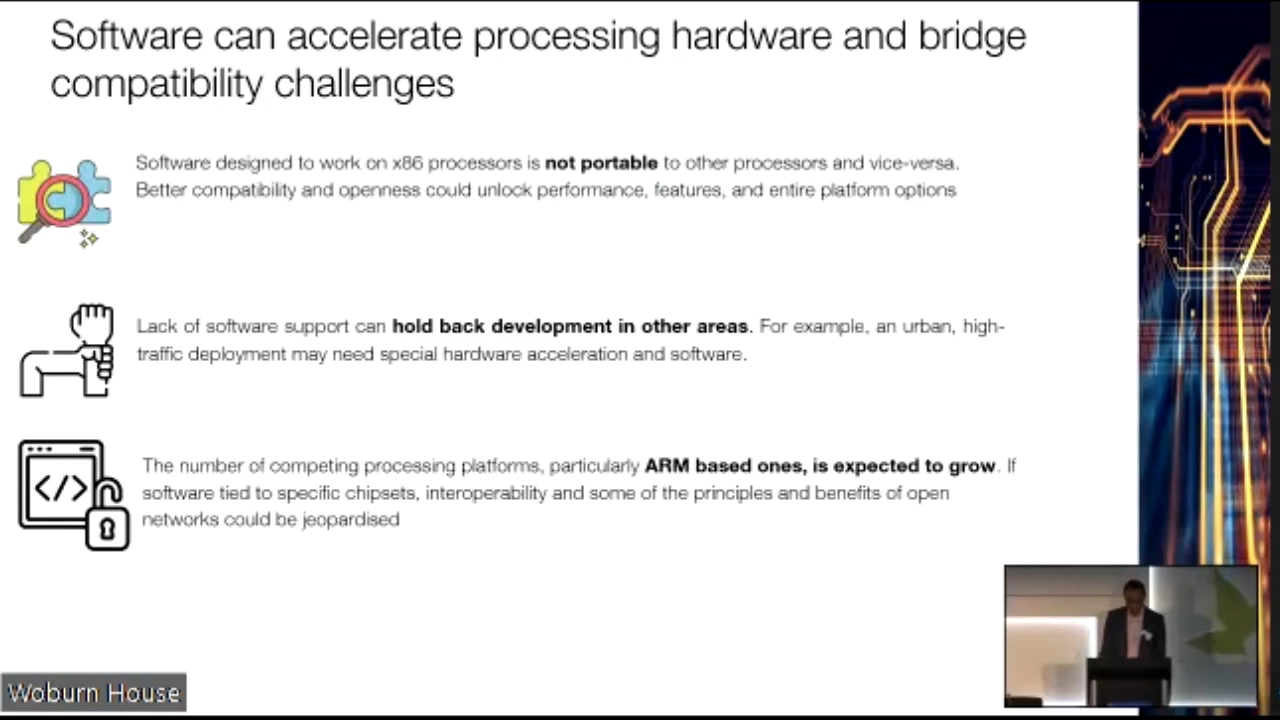 Software can accelerate processing hardware and bridge
compatibility challenges
Software designed to work on x86 processors is not portable to other processors and vice-versa.
Better compatibility and openness could unlock performance, features, and entire platform options
Lack of software support can hold back development in other areas. For example, an urban, high-
traffic deployment may need special hardware acceleration and software.
</>
The number of competing processing platforms, particularly ARM based ones, is expected to grow. If
software tied to specific chipsets, interoperability and some of the principles and benefits of open
networks could be jeopardised
Woburn House